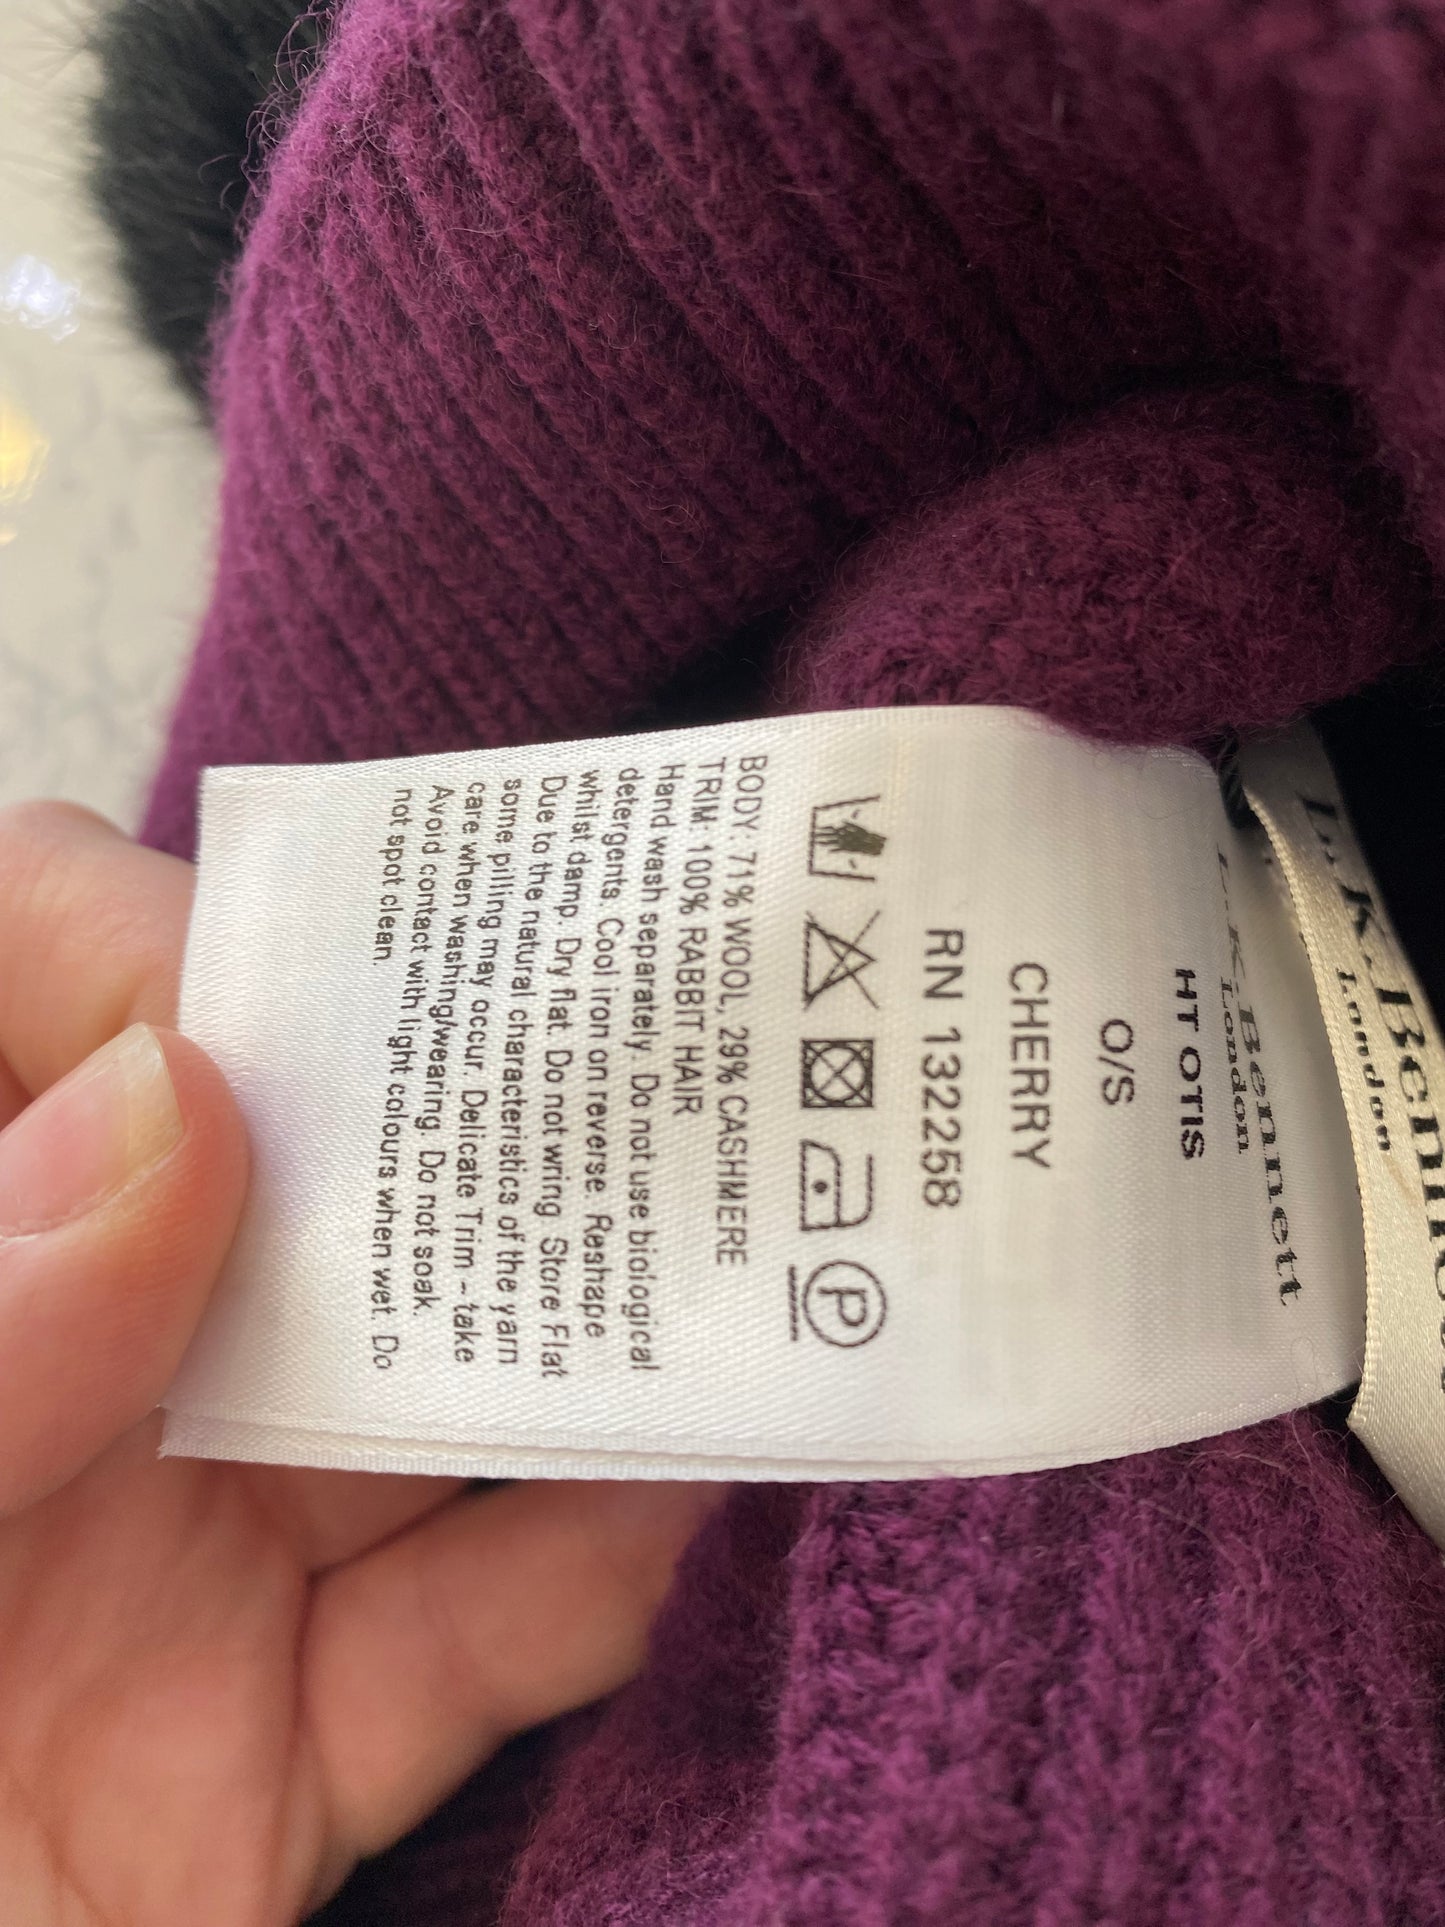 L.K.Bennett
London
L.K.Bennett
London
HT OTIS
O/S
CHERRY
RN 132258
P
BODY: 71% WOOL, 29% CASHMERE
TRIM: 100% RABBIT HAIR
Hand wash separately. Do not use biological
detergents. Cool iron on reverse. Reshape
whilst damp. Dry flat. Do not wring. Store Flat
Due to the natural characteristics of the yarn
some pilling may occur. Delicate Trim - take
care when washing/wearing. Do not soak.
Avoid contact with light colours when wet. Do
not spot clean.